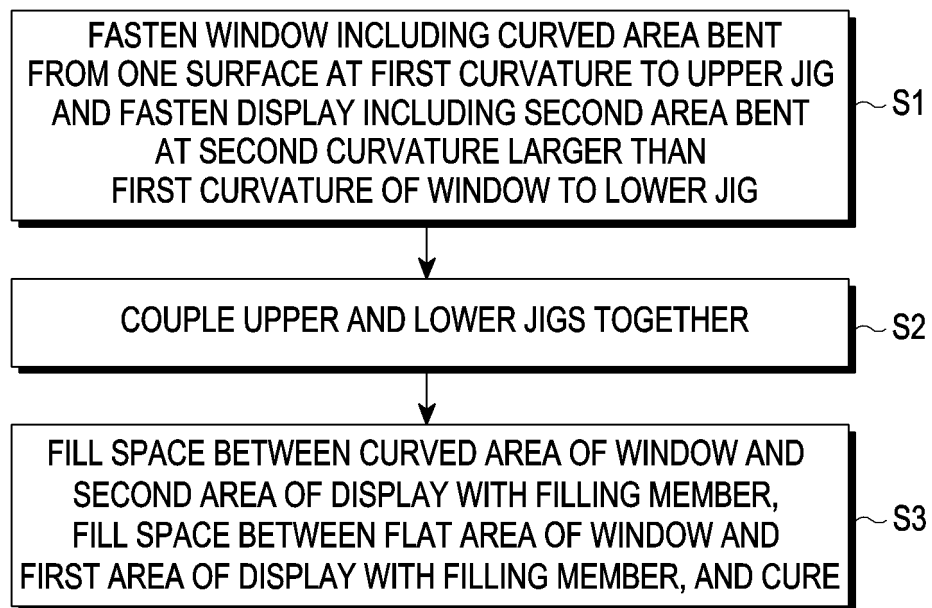 FASTEN WINDOW INCLUDING CURVED AREA BENT
FROM ONE SURFACE AT FIRST CURVATURE TO UPPER JIG
AND FASTEN DISPLAY INCLUDING SECOND AREA BENT
AT SECOND CURVATURE LARGER THAN
FIRST CURVATURE OF WINDOW TO LOWER JIG
S1
COUPLE UPPER AND LOWER JIGS TOGETHER
S2
FILL SPACE BETWEEN CURVED AREA OF WINDOW AND
SECOND AREA OF DISPLAY WITH FILLING MEMBER,
FILL SPACE BETWEEN FLAT AREA OF WINDOW AND
FIRST AREA OF DISPLAY WITH FILLING MEMBER, AND CURE
S3